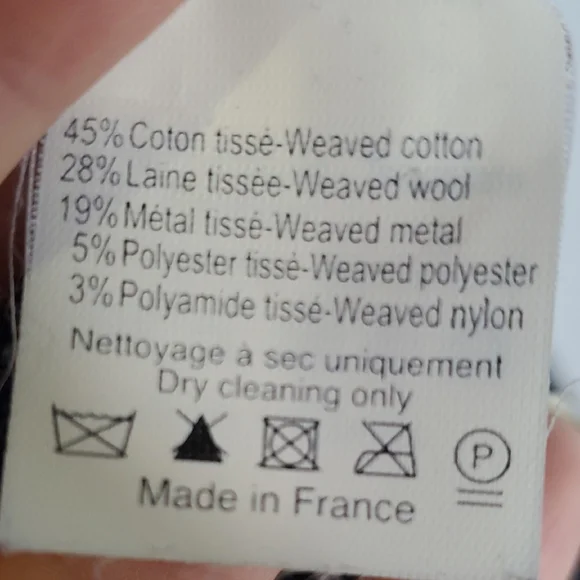 45% Coton tissé-Weaved cotton
28% Laine tissée-Weaved wool
19% Métal tissé-Weaved metal
5% Polyester tissé-Weaved polyester
3% Polyamide tissé-Weaved nylon
Nettoyage à sec uniquement
Dry cleaning only
P
Made in France